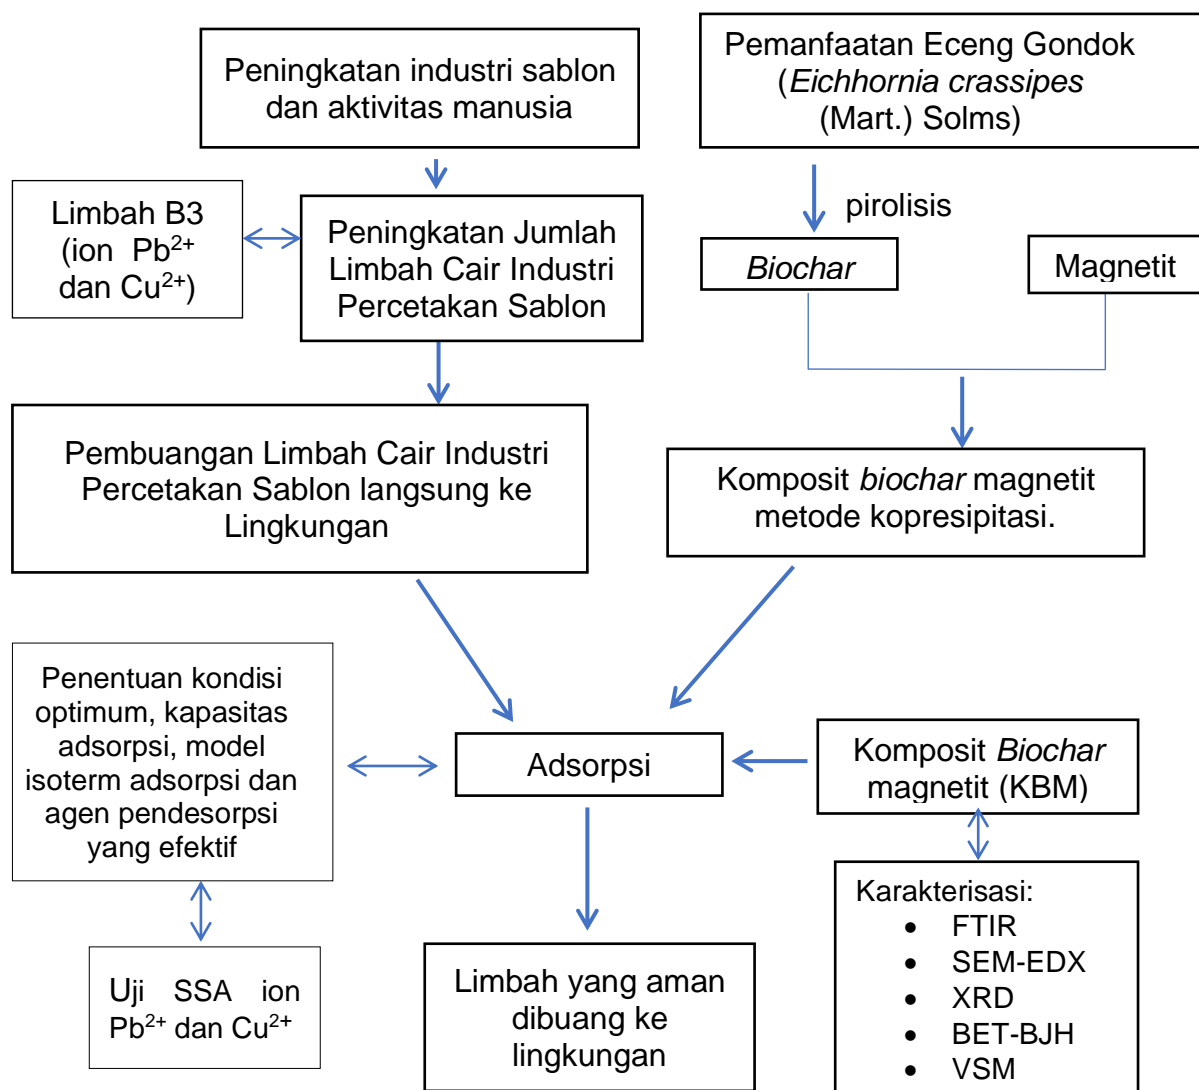 Peningkatan industri sablon
dan aktivitas manusia
Pemanfaatan Eceng Gondok
(Eichhornia crassipes
(Mart.) Solms)
Limbah B3
(ion Pb²⁺
dan Cu²⁺)
Peningkatan Jumlah
Limbah Cair Industri
Percetakan Sablon
pirolisis
Biochar
Magnetit
Pembuangan Limbah Cair Industri
Percetakan Sablon langsung ke
Lingkungan
Komposit biochar magnetit
metode kopresipitasi.
Penentuan kondisi
optimum, kapasitas
adsorpsi, model
isoterm adsorpsi dan
agen pendesorpsi
yang efektif
Adsorpsi
Komposit Biochar
magnetit (KBM)
Uji SSA ion
Pb²⁺ dan Cu²⁺
Limbah yang aman
dibuang ke
lingkungan
Karakterisasi:
• FTIR
• SEM-EDX
• XRD
• BET-BJH
• VSM